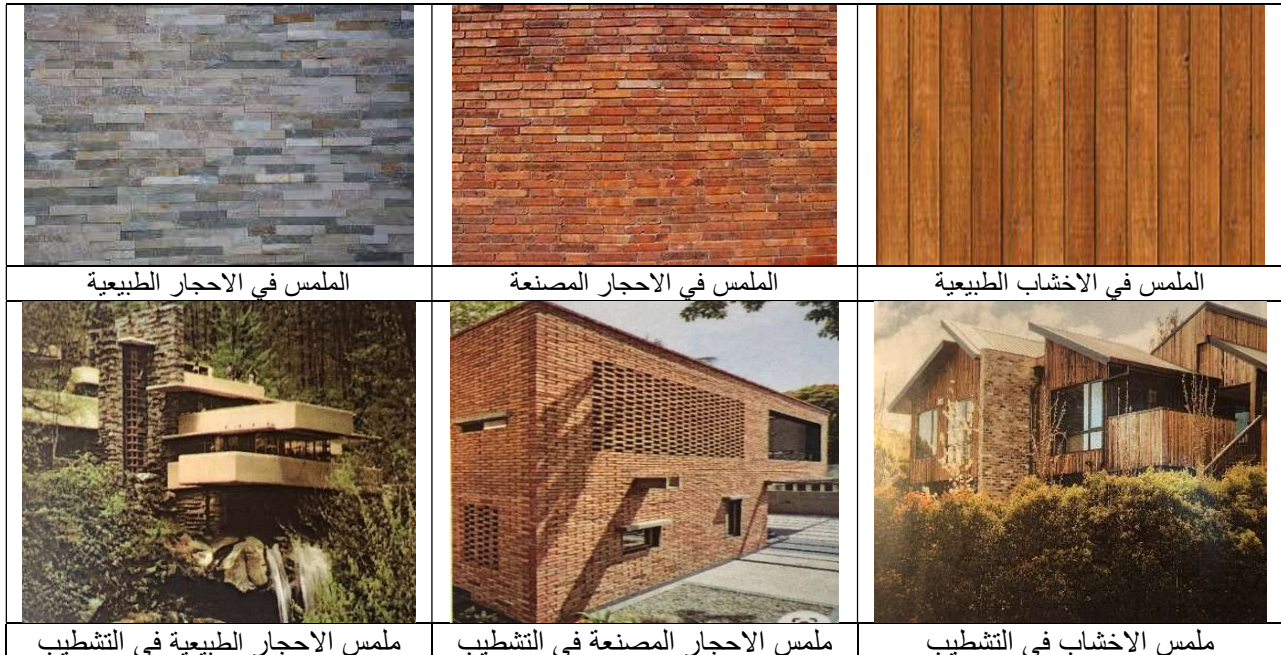 الملمس في الاخشاب الطبيعية
الملمس في الاحجار المصنعة
الملمس في الاحجار الطبيعية
ملمس الاخشاب في التشطيب
ملمس الاحجار المصنعة في التشطيب
ملمس الاحجار الطبيعية في التشطيب